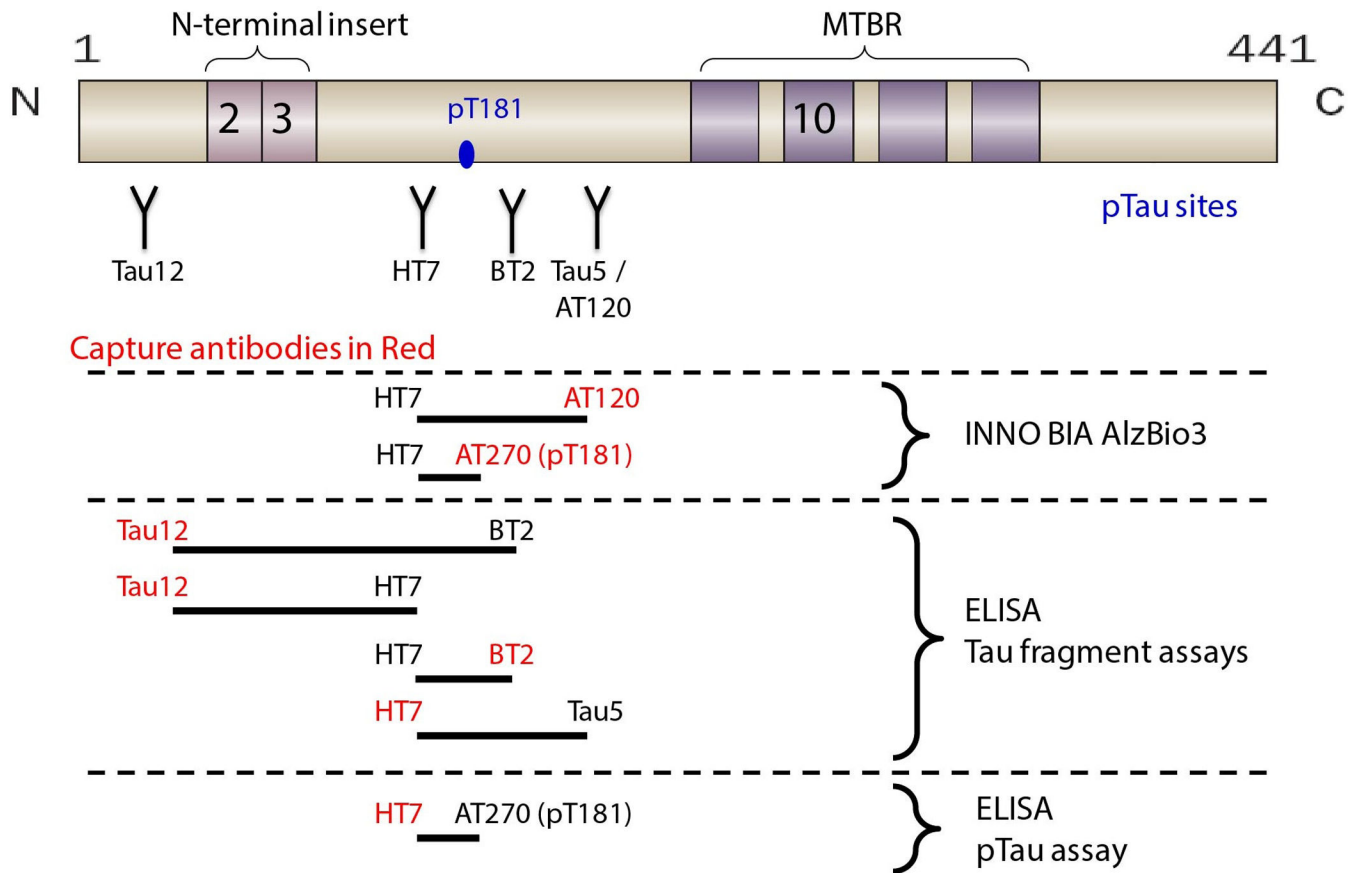 N-terminal insert
MTBR
1
441
N
2
3
pT181
10
C
pTau sites
Tau12
HT7
BT2
Tau5 /
AT120
Capture antibodies in Red
HT7
AT120
INNO BIA AlzBio3
HT7
AT270 (pT181)
Tau12
BT2
Tau12
HT7
ELISA
Tau fragment assays
HT7
BT2
HT7
Tau5
HT7
AT270 (pT181)
ELISA
pTau assay